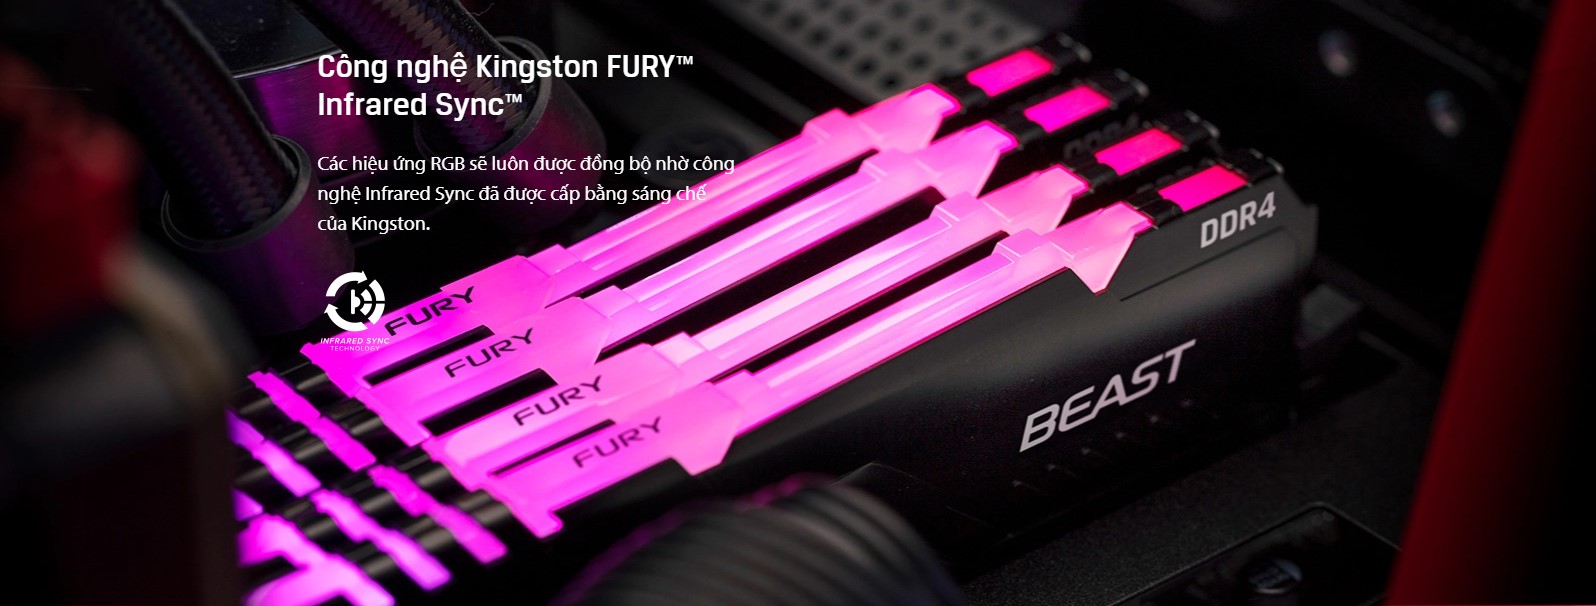 Công nghệ Kingston FURY™
Infrared Sync™
Các hiệu ứng RGB sẽ luôn được đồng bộ nhờ công
nghệ Infrared Sync đã được cấp bằng sáng chế
của Kingston.
INFRARED SYNC
TECHNOLOGY
FURY
FURY
FURY
FURY
DDR4
DDR4
BEAST